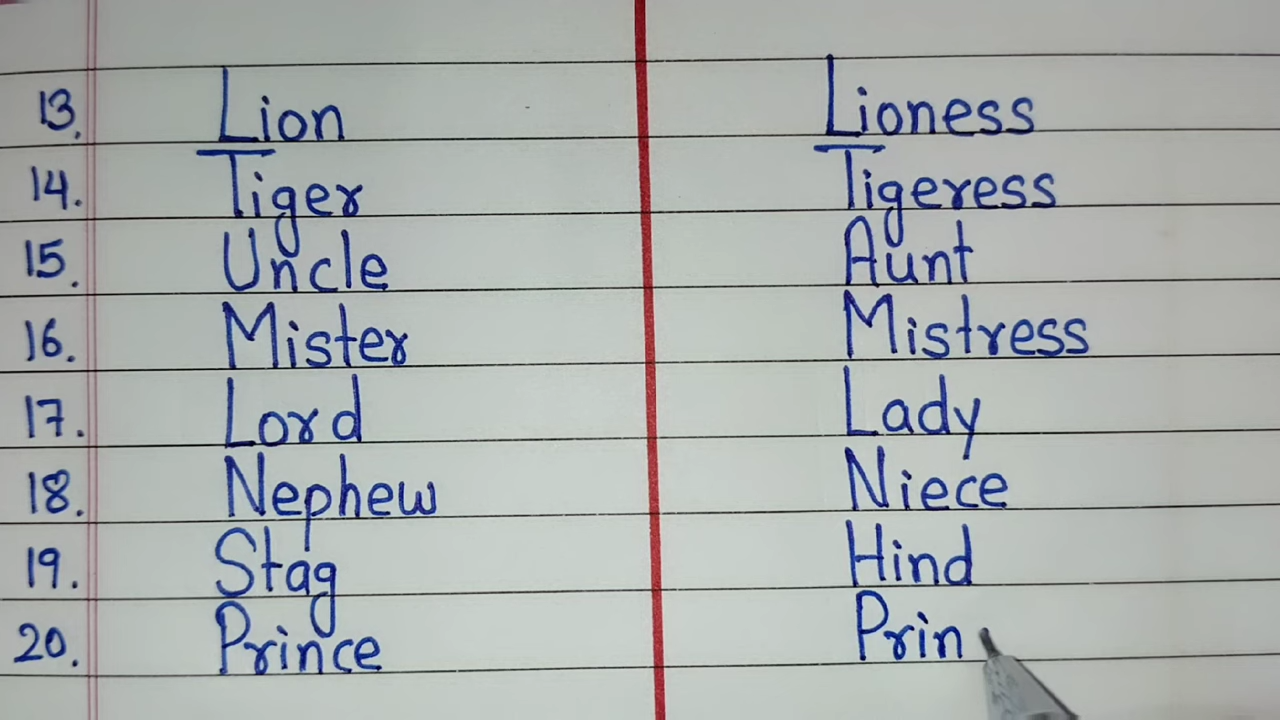 13. Lion Lioness
14. Tiger Tigeress
15. Uncle Aunt
16. Mister Mistress
17. Lord Lady
18. Nephew Niece
19. Stag Hind
20. Prince Prin